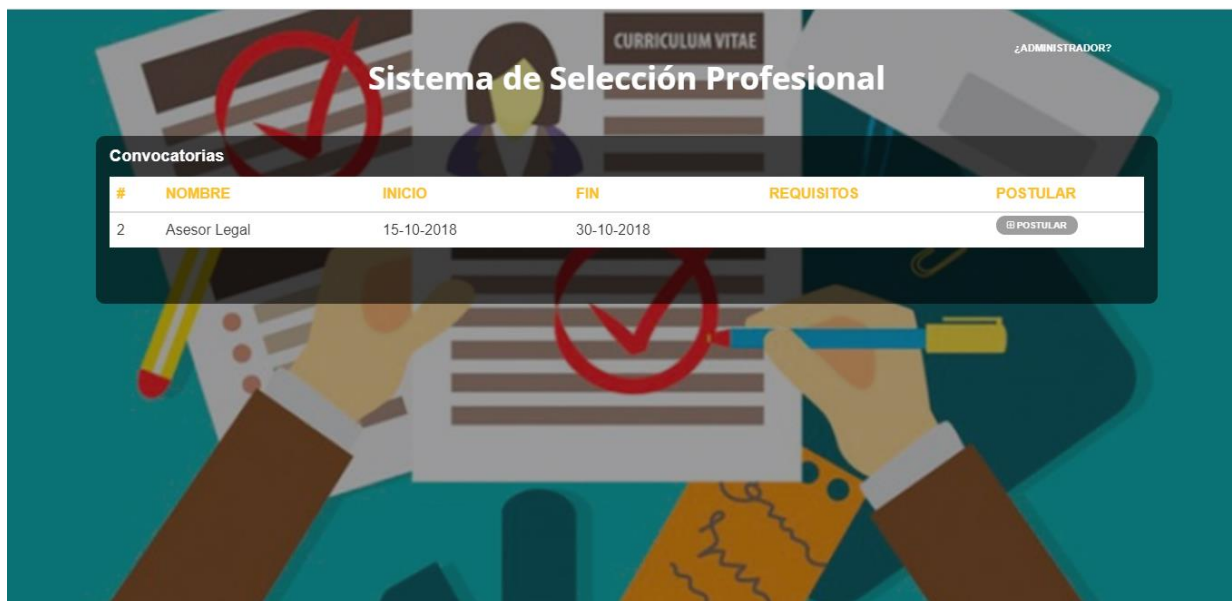 CURRICULUM VITAE
¿ADMINISTRADOR?
Sistema de Selección Profesional
Convocatorias
# NOMBRE INICIO FIN REQUISITOS POSTULAR
2 Asesor Legal 15-10-2018 30-10-2018 POSTULAR